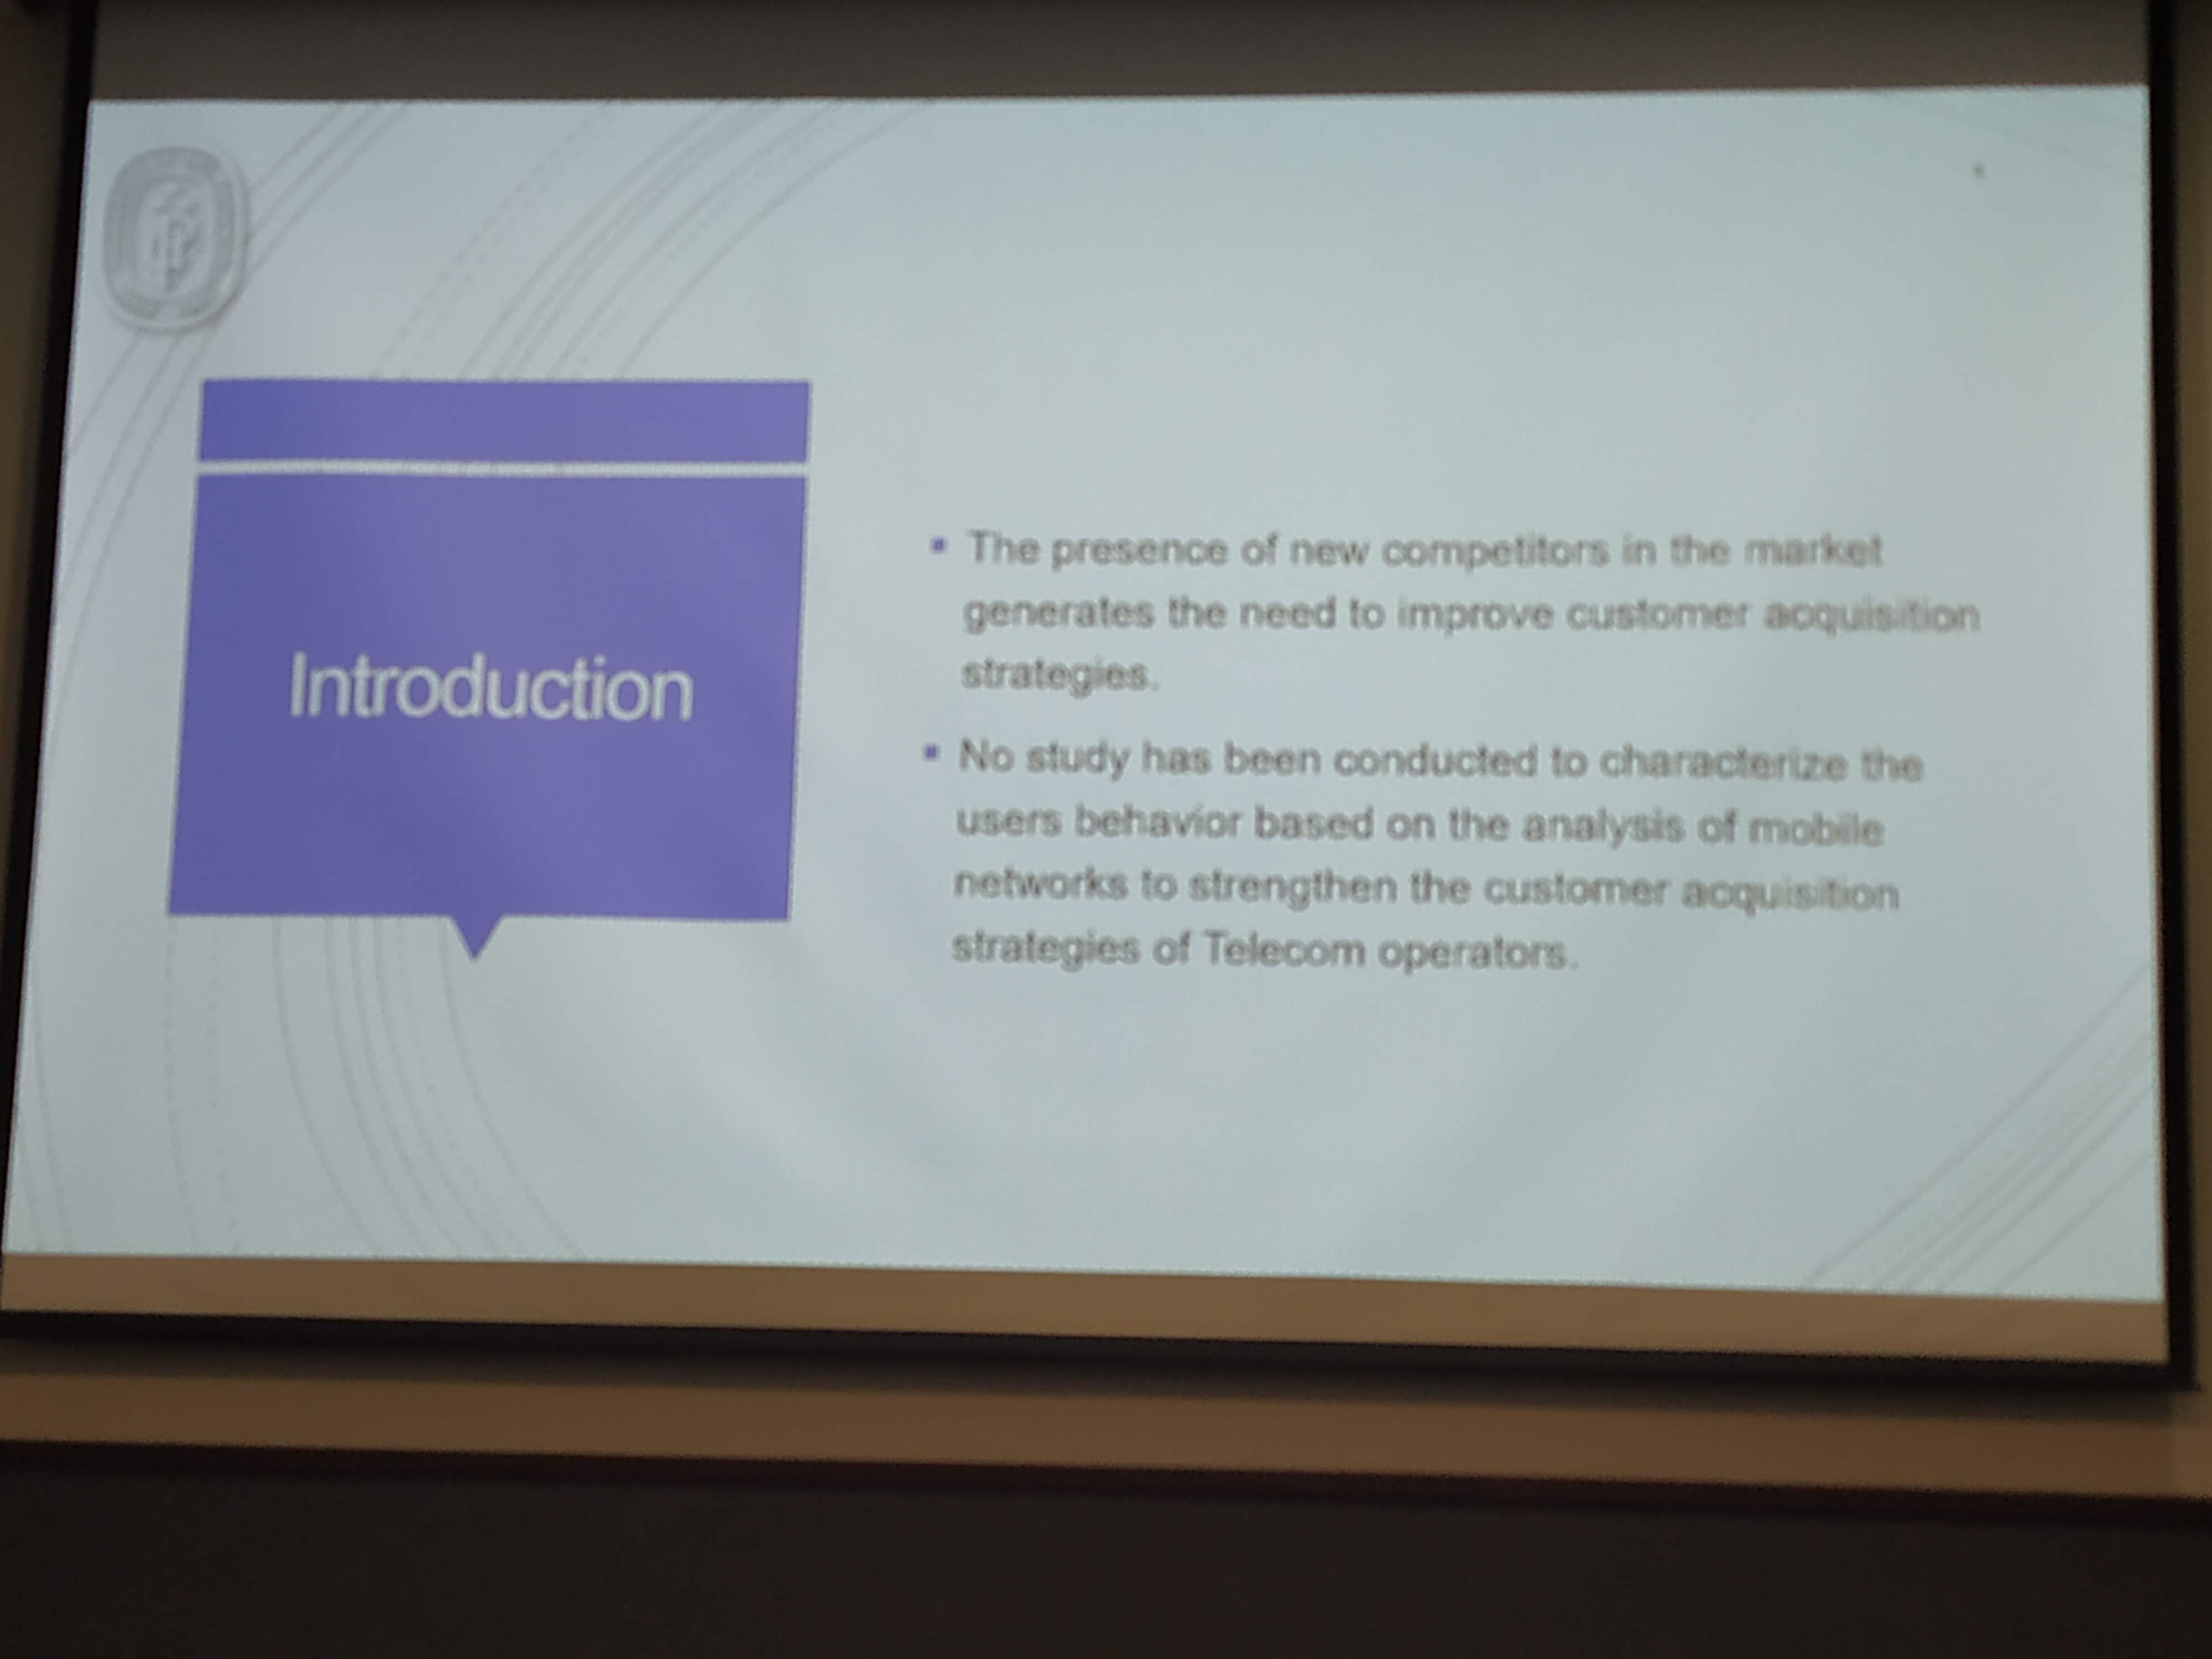 Introduction
▪ The presence of new competitors in the market
generates the need to improve customer acquisition
strategies.
▪ No study has been conducted to characterize the
users behavior based on the analysis of mobile
networks to strengthen the customer acquisition
strategies of Telecom operators.